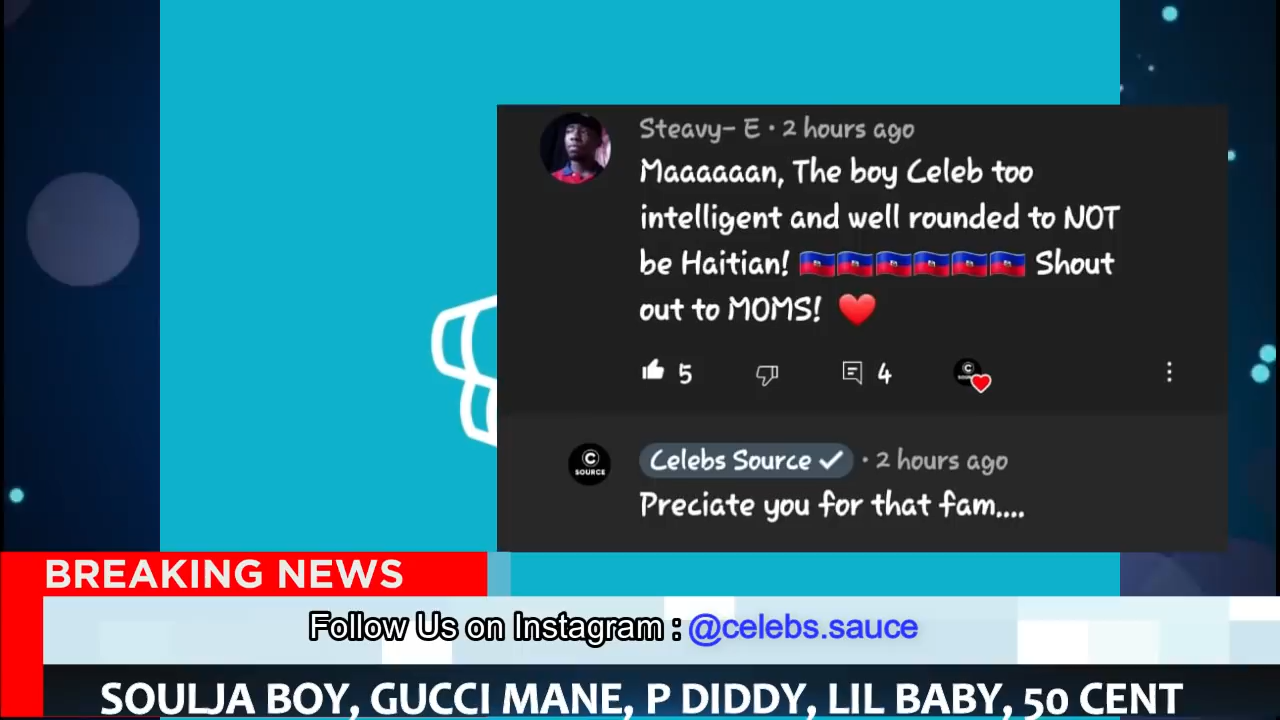 Steavy- E · 2 hours ago
Maaaaaan, The boy Celeb too
intelligent and well rounded to NOT
be Haitian! 🇭🇹🇭🇹🇭🇹🇭🇹🇭🇹🇭🇹 Shout
out to MOMS! ❤️
5
4
C
SOURCE
Celebs Source ✓ · 2 hours ago
Preciate you for that fam....
BREAKING NEWS
Follow Us on Instagram : @celebs.sauce
SOULJA BOY, GUCCI MANE, P DIDDY, LIL BABY, 50 CENT